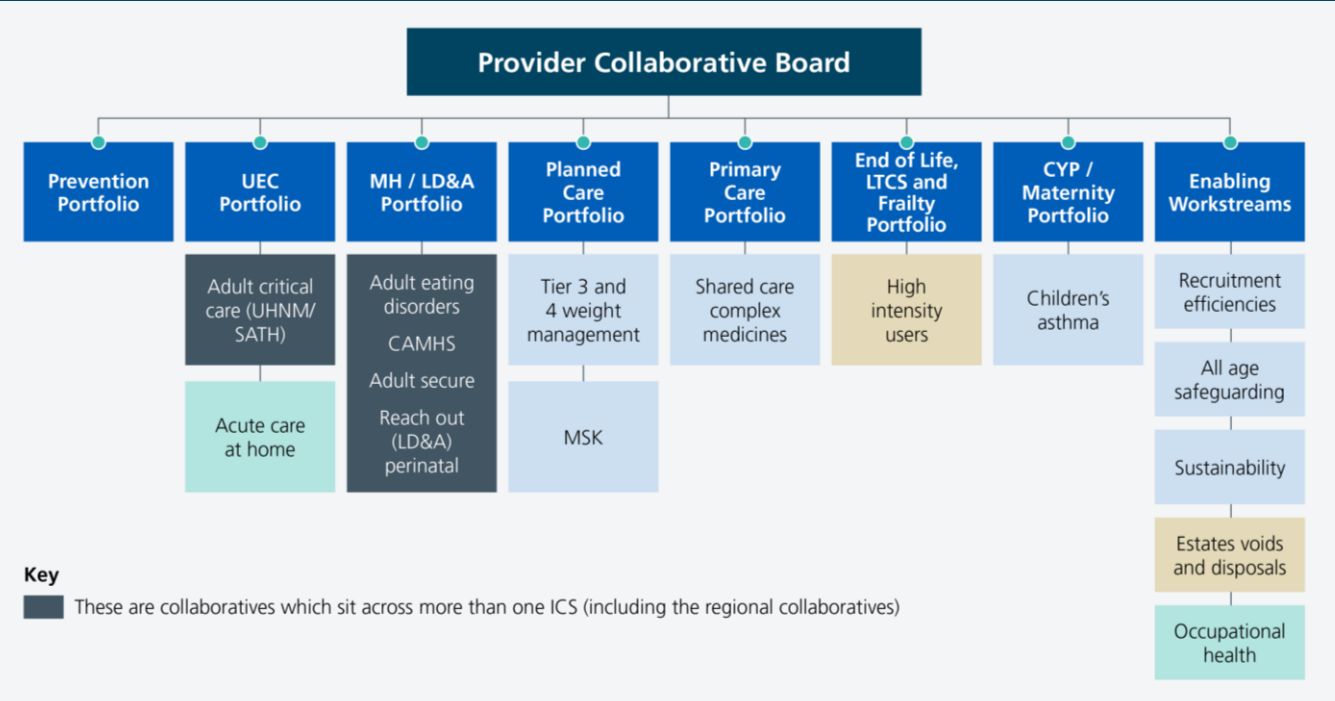 Provider Collaborative Board
Prevention
Portfolio
UEC
Portfolio
MH / LD&A
Portfolio
Planned
Care
Portfolio
Primary
Care
Portfolio
End of Life,
LTCS and
Frailty
Portfolio
CYP /
Maternity
Portfolio
Enabling
Workstreams
Adult critical
care (UHNM/
SATH)
Acute care
at home
Adult eating
disorders
CAMHS
Adult secure
Reach out
(LD&A)
perinatal
Tier 3 and
4 weight
management
MSK
Shared care
complex
medicines
High
intensity
users
Children’s
asthma
Recruitment
efficiencies
All age
safeguarding
Sustainability
Estates voids
and disposals
Occupational
health
Key
These are collaboratives which sit across more than one ICS (including the regional collaboratives)